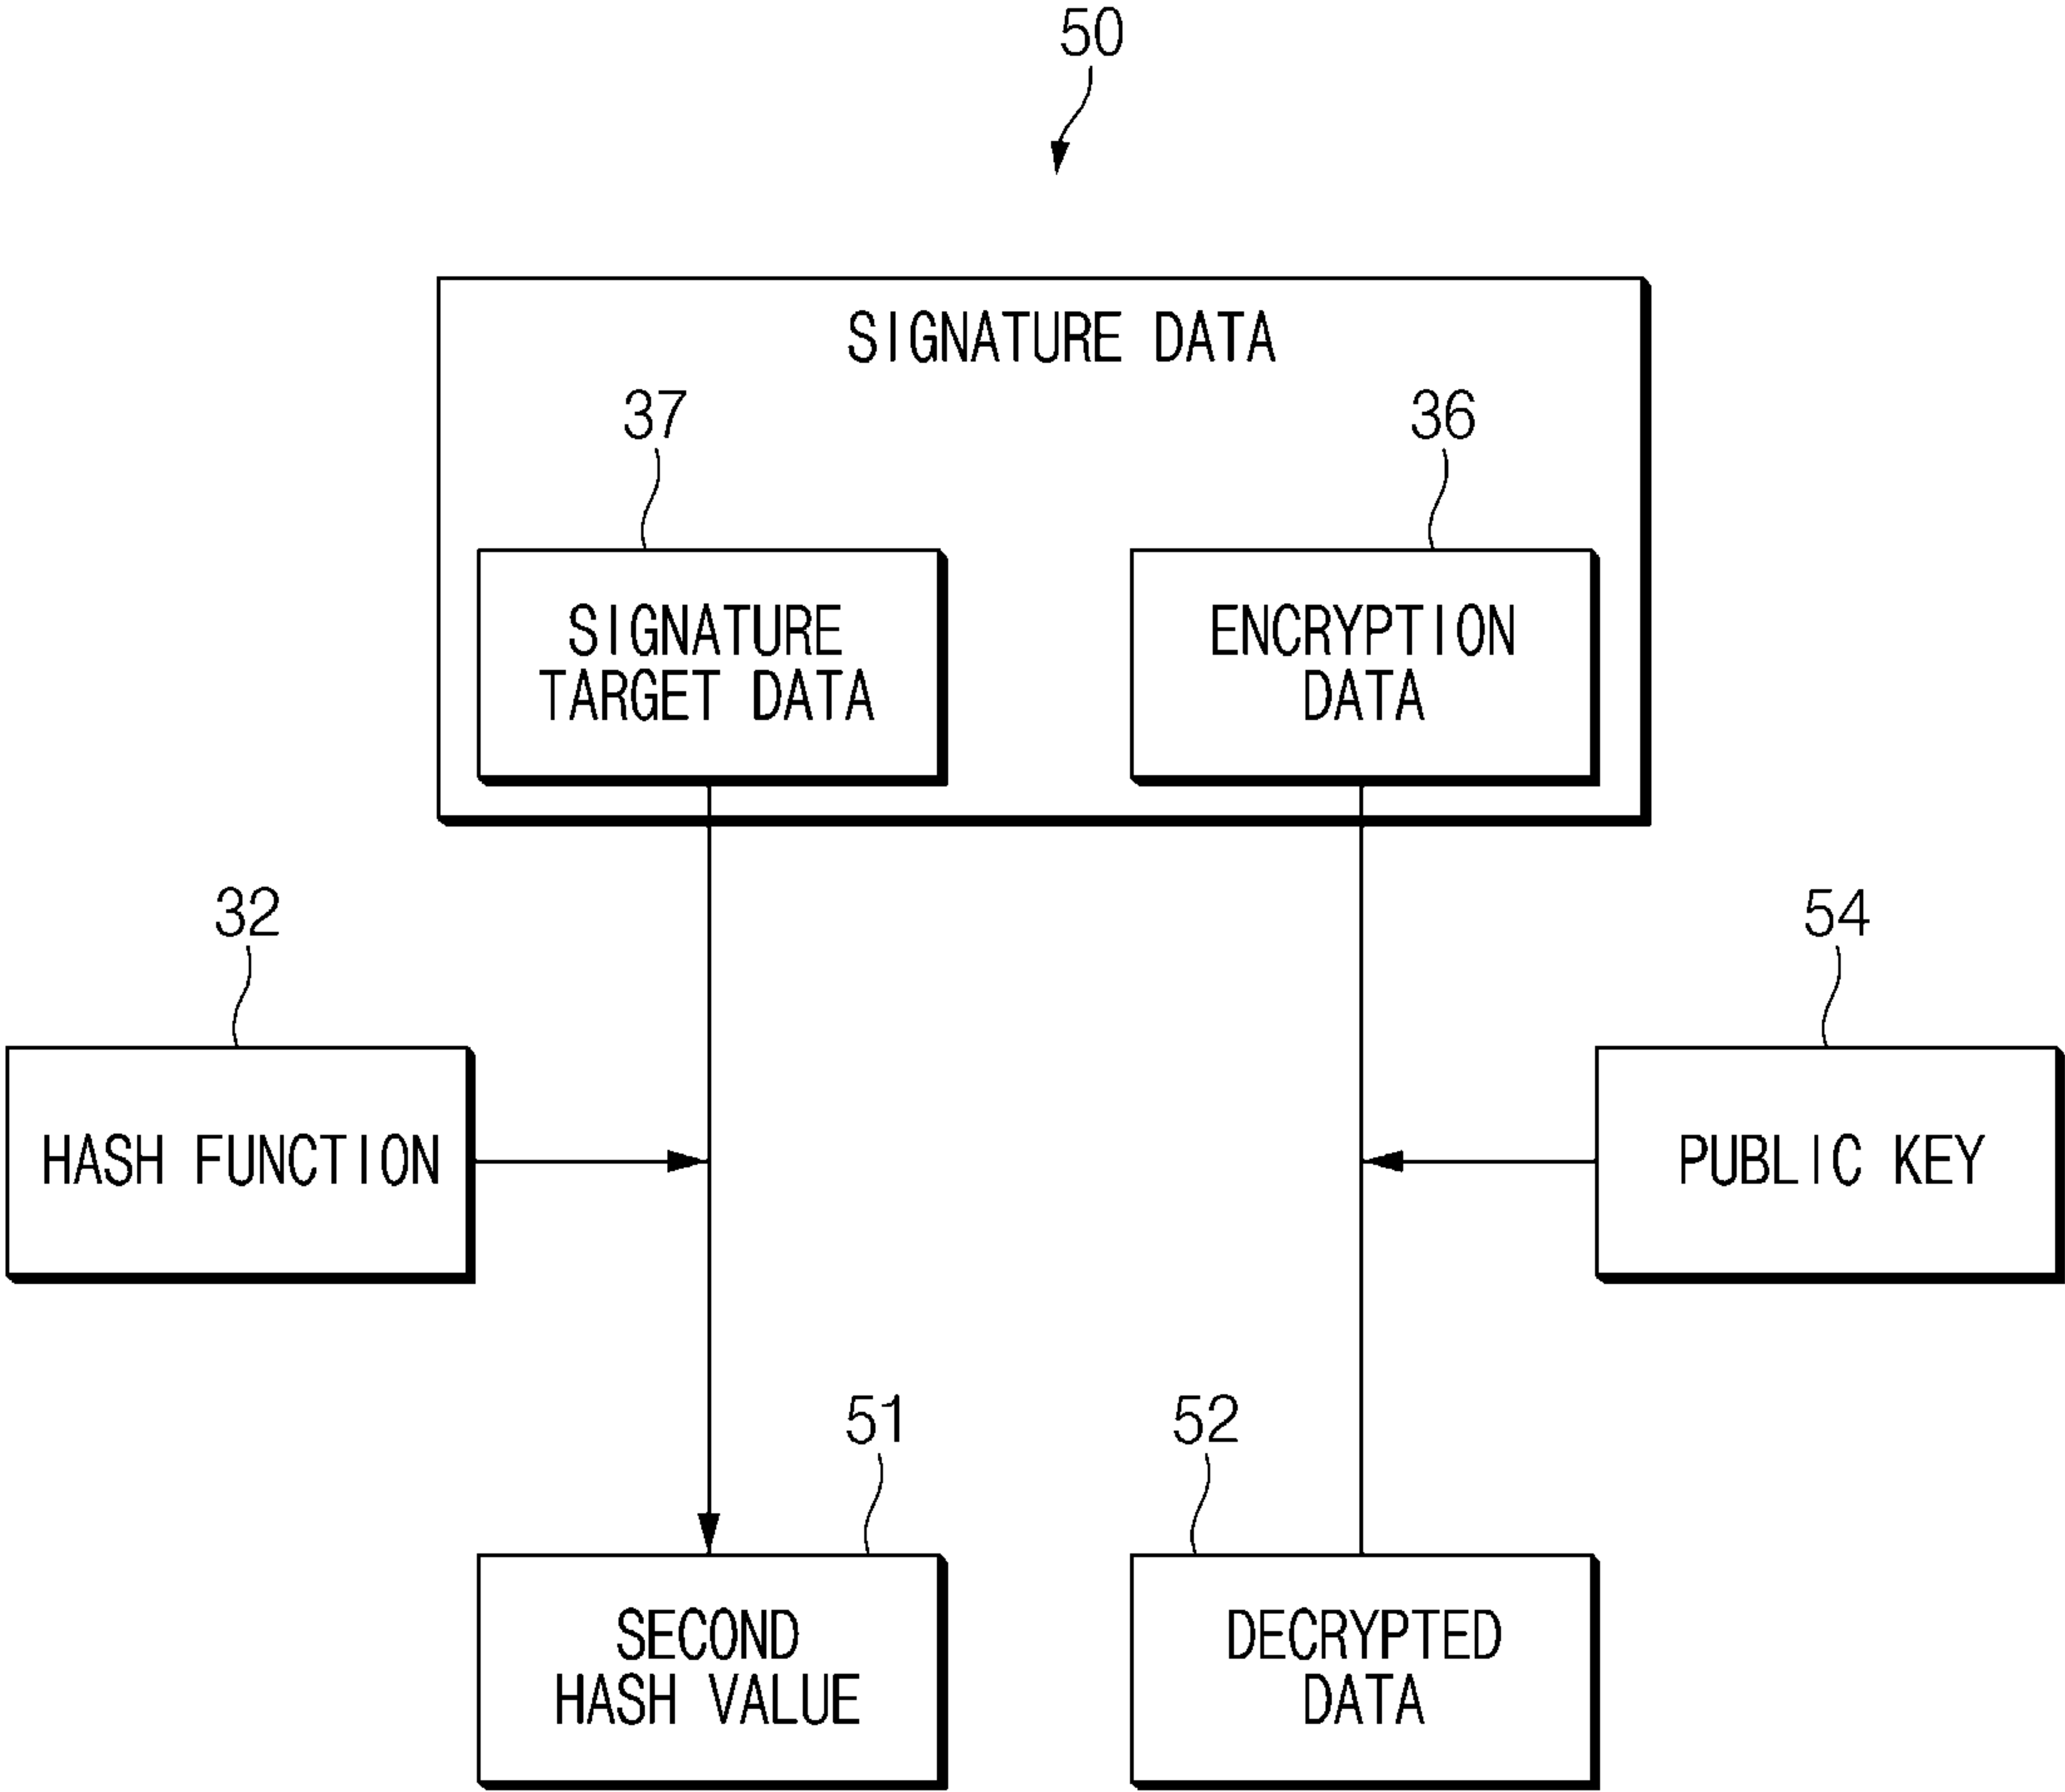 50
SIGNATURE DATA
37
36
SIGNATURE
TARGET DATA
ENCRYPTION
DATA
32
54
HASH FUNCTION
PUBLIC KEY
51
52
SECOND
HASH VALUE
DECRYPTED
DATA